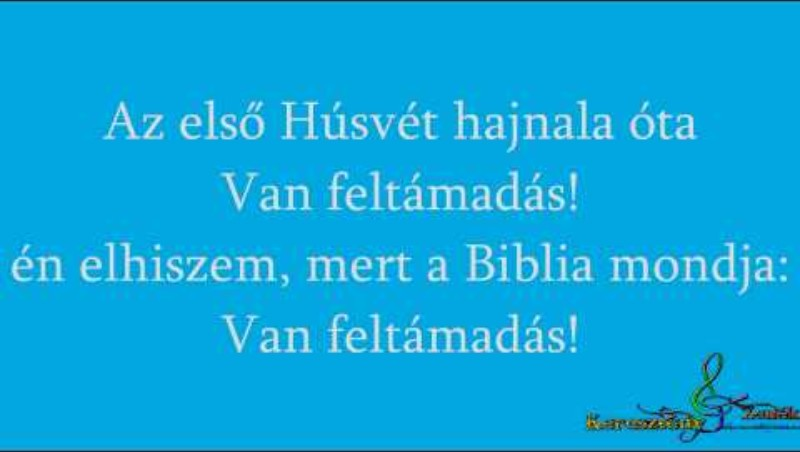 Az első Húsvét hajnala óta
Van feltámadás!
én elhiszem, mert a Biblia mondja:
Van feltámadás!